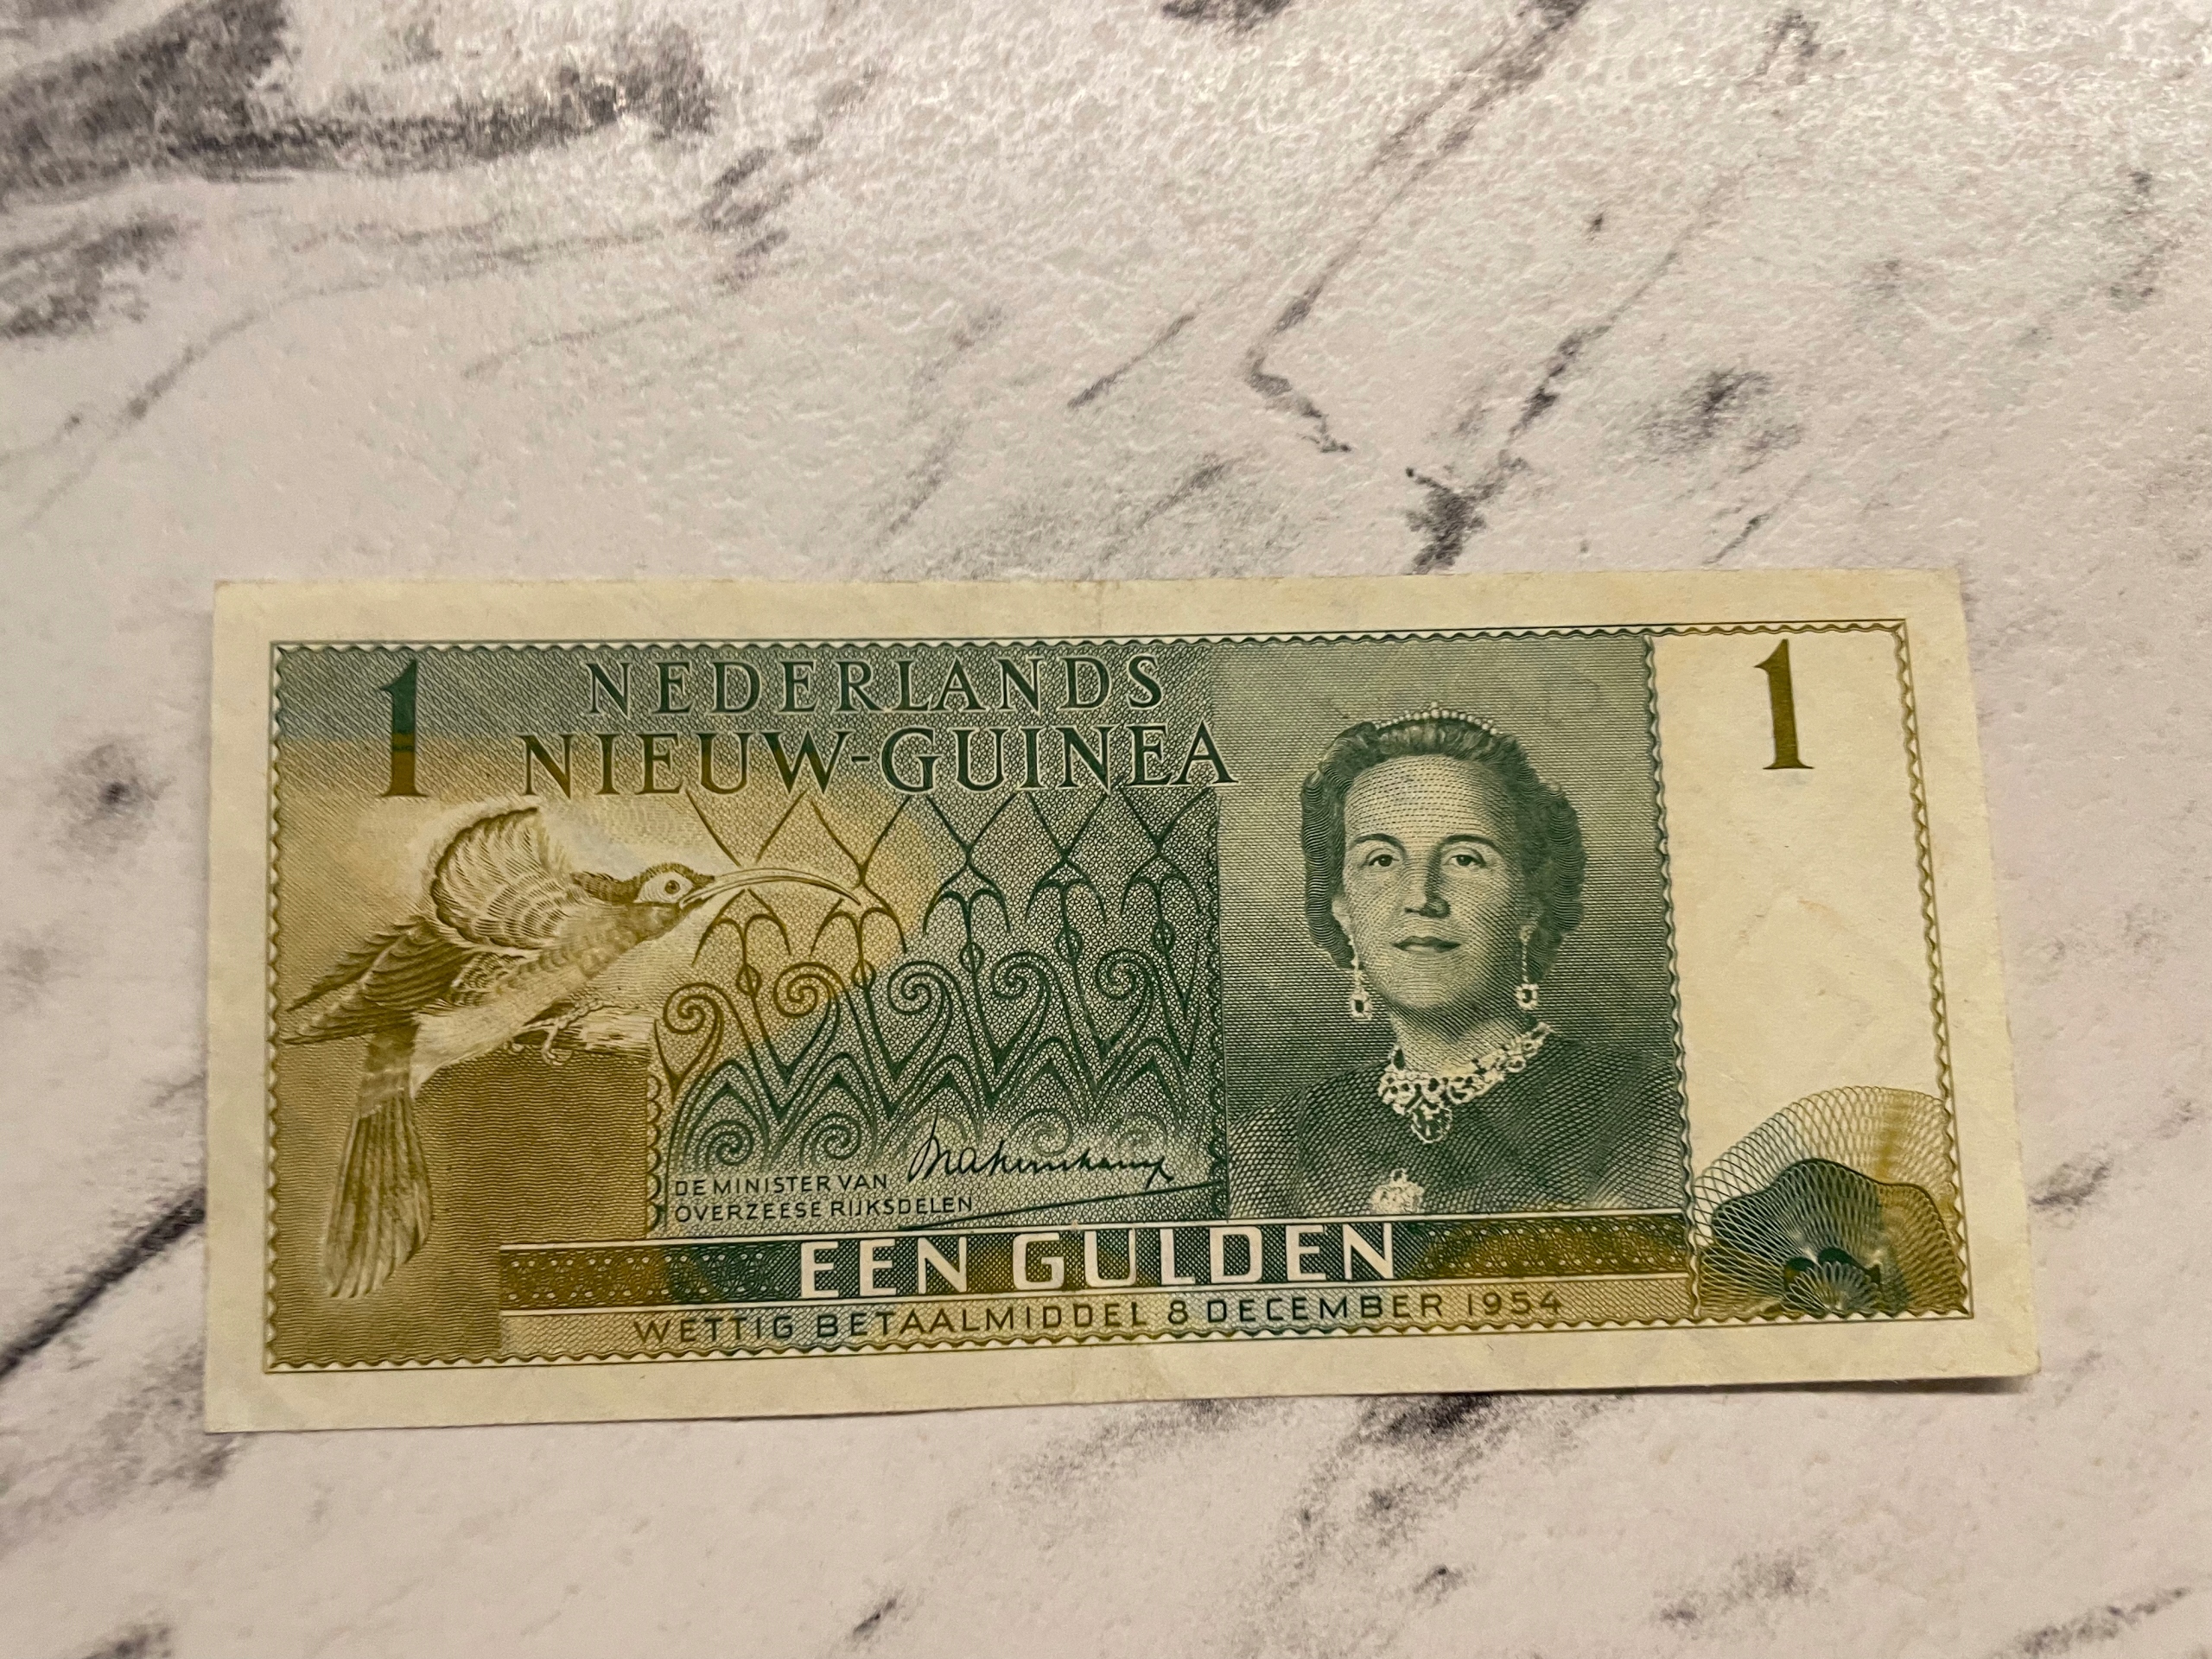 1
NEDERLANDS
NIEUW-GUINEA
1
DE MINISTER VAN
OVERZEESE RIJKSDELEN
EEN GULDEN
WETTIG BETAALMIDDEL 8 DECEMBER 1954